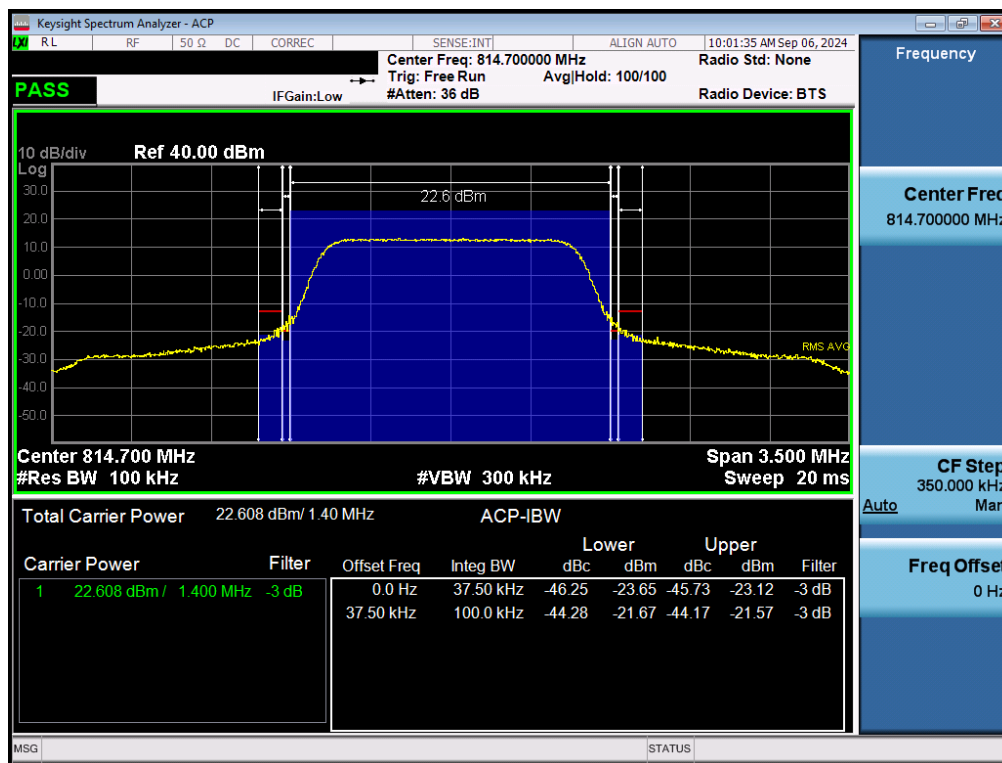 Keysight Spectrum Analyzer - ACP
LXI RL RF 50 Ω DC CORREC SENSE:INT ALIGN AUTO 10:01:35 AM Sep 06, 2024
Center Freq: 814.700000 MHz Radio Std: None
Trig: Free Run Avg|Hold: 100/100
PASS IFGain:Low #Atten: 36 dB Radio Device: BTS
10 dB/div Ref 40.00 dBm
Log
30.0
22.6 dBm
20.0
10.0
0.00
-10.0
-20.0
RMS AVG
-30.0
-40.0
-50.0
Center 814.700 MHz Span 3.500 MHz
#Res BW 100 kHz #VBW 300 kHz Sweep 20 ms
Total Carrier Power 22.608 dBm/ 1.40 MHz ACP-IBW
Lower Upper
Carrier Power Filter Offset Freq Integ BW dBc dBm dBc dBm Filter
1 22.608 dBm / 1.400 MHz -3 dB 0.0 Hz 37.50 kHz -46.25 -23.65 -45.73 -23.12 -3 dB
37.50 kHz 100.0 kHz -44.28 -21.67 -44.17 -21.57 -3 dB
MSG STATUS
Frequency
Center Freq
814.700000 MHz
CF Step
350.000 kHz
Auto Man
Freq Offset
0 Hz